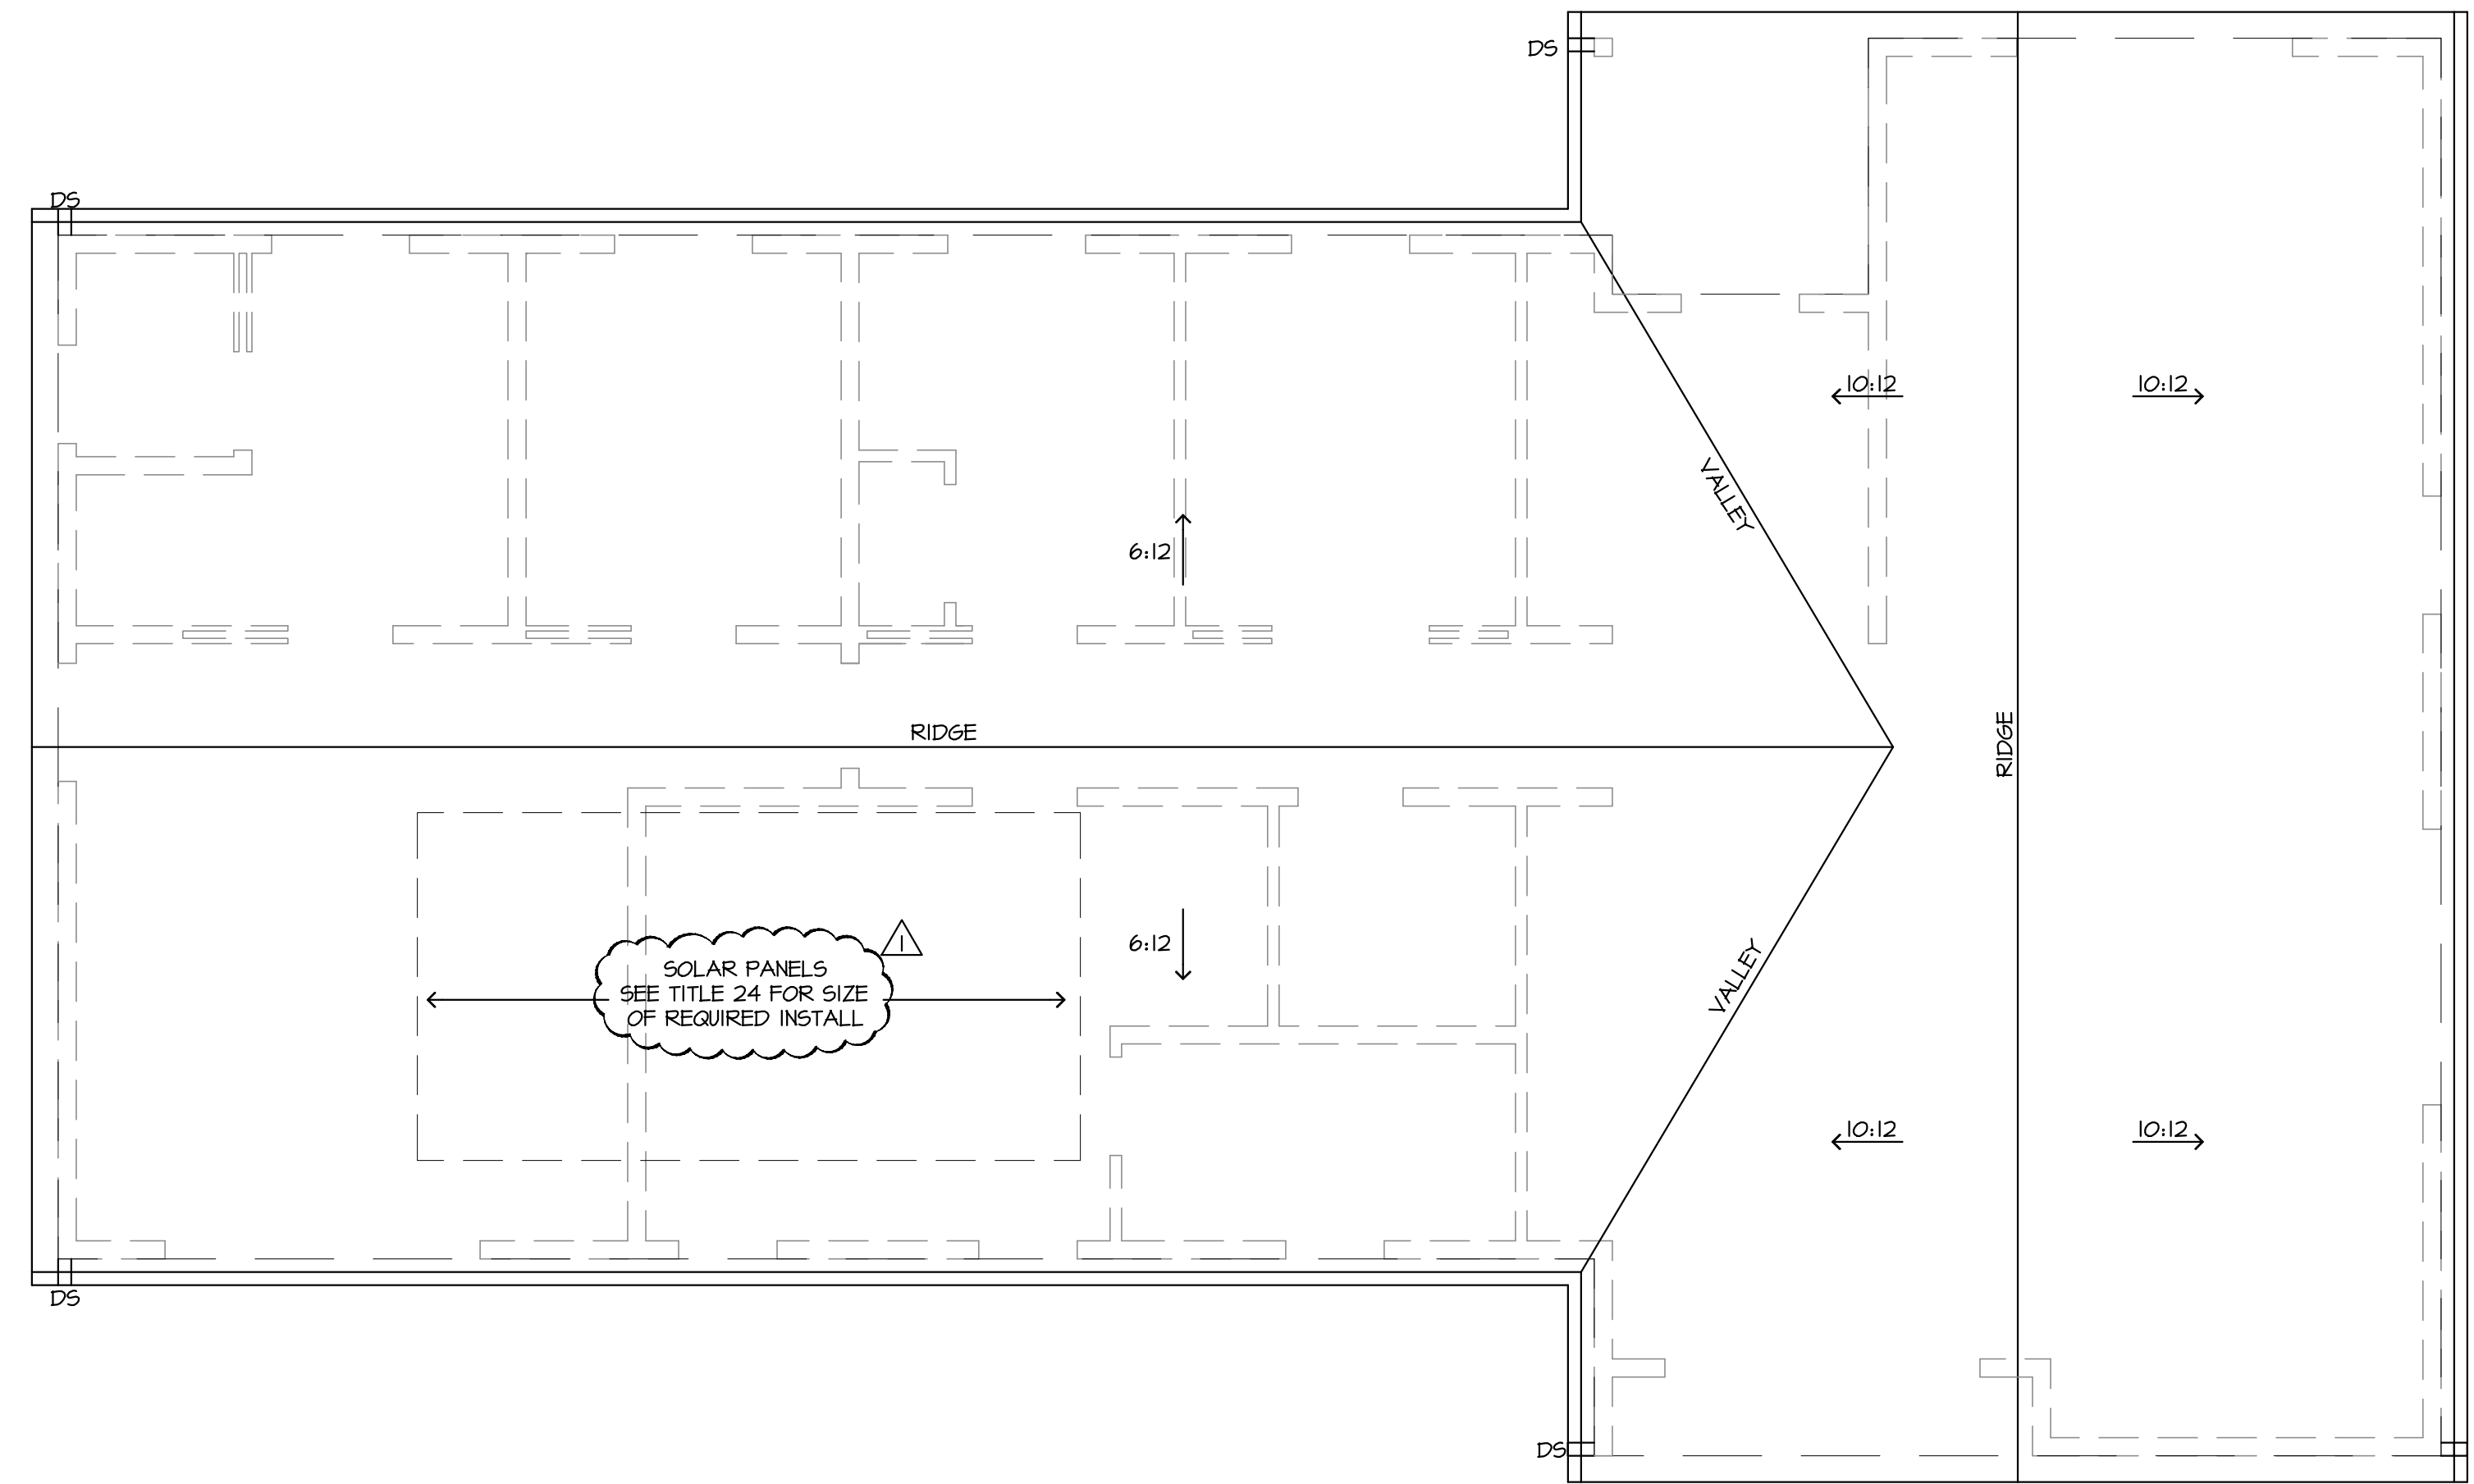 DS
DS
10:12
10:12
VALLEY
6:12
RIDGE
RIDGE
1
6:12
SOLAR PANELS
SEE TITLE 24 FOR SIZE
OF REQUIRED INSTALL
VALLEY
10:12
10:12
DS
DS